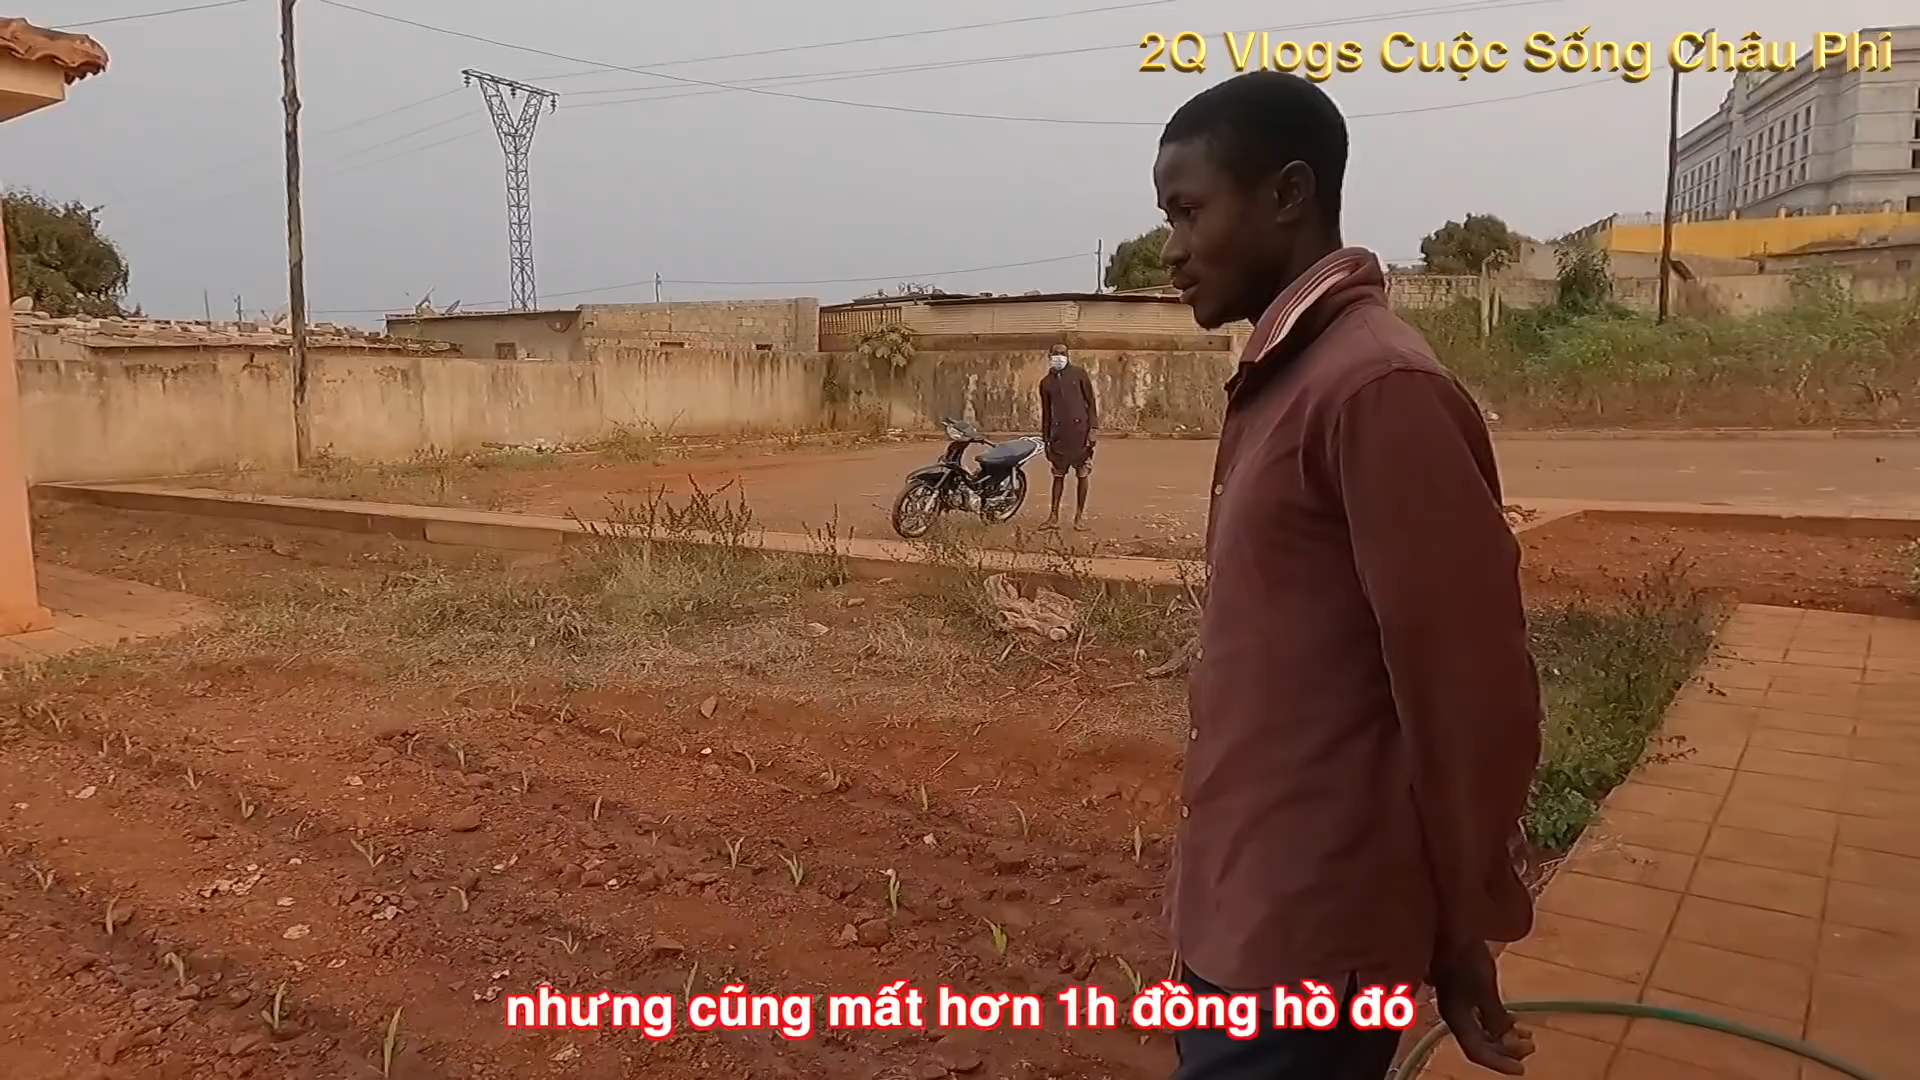 2Q Vlogs Cuộc Sống Châu Phi
nhưng cũng mất hơn 1h đồng hồ đó